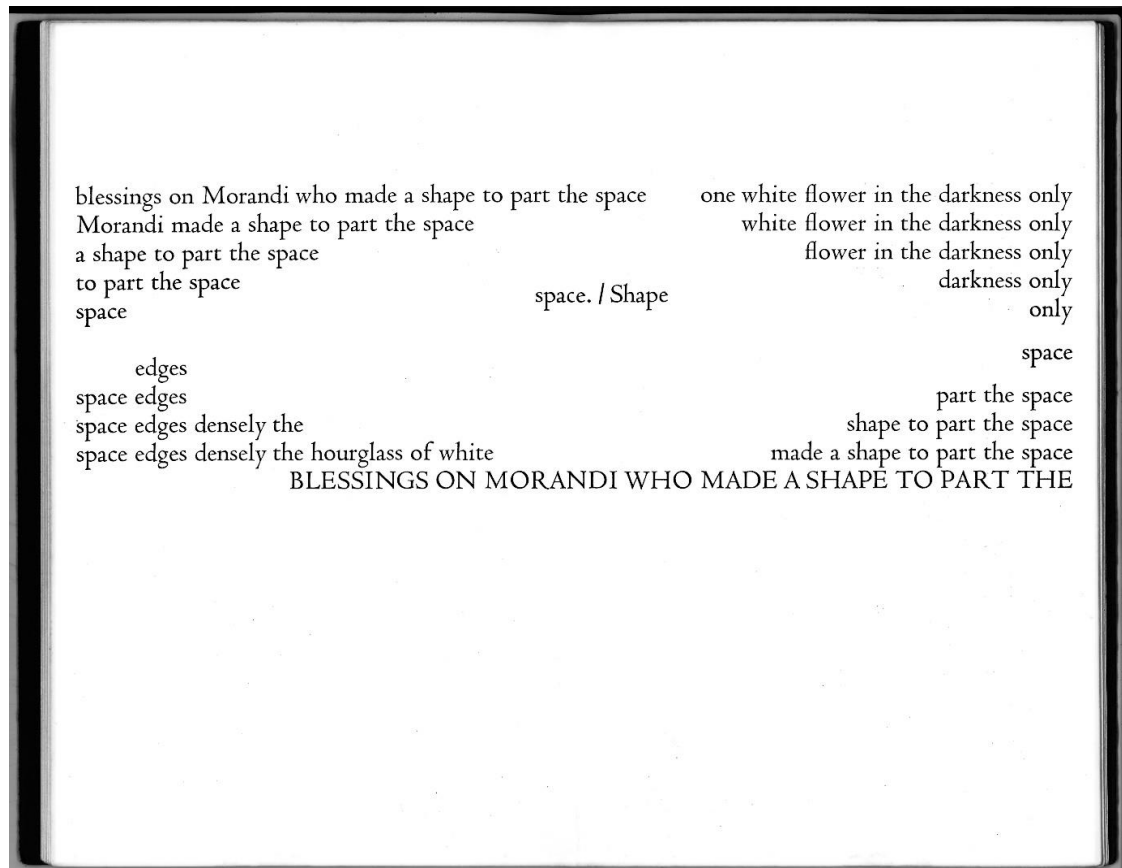 blessings on Morandi who made a shape to part the space one white flower in the darkness only
Morandi made a shape to part the space white flower in the darkness only
a shape to part the space flower in the darkness only
to part the space darkness only
space. / Shape
space only
space
edges
space edges part the space
space edges densely the shape to part the space
space edges densely the hourglass of white made a shape to part the space
BLESSINGS ON MORANDI WHO MADE A SHAPE TO PART THE